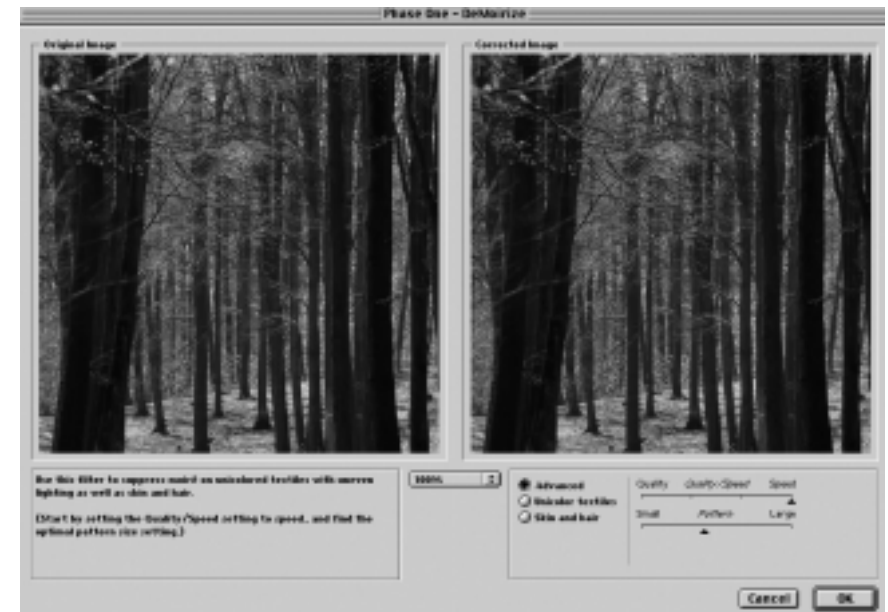 Phase One - DeMoirize
Original Image
Corrected Image
Use this filter to suppress moiré on unicolored textiles with uneven
lighting as well as skin and hair.
(Start by setting the Quality/Speed setting to speed, and find the
optimal pattern size setting.)
100%
Advanced
Unicolor textiles
Skin and hair
Quality Quality/Speed Speed
Small Pattern Large
Cancel OK